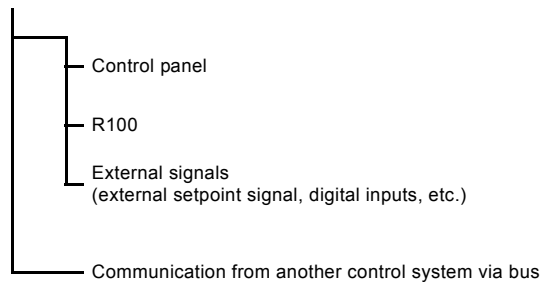 Control panel
R100
External signals
(external setpoint signal, digital inputs, etc.)
Communication from another control system via bus